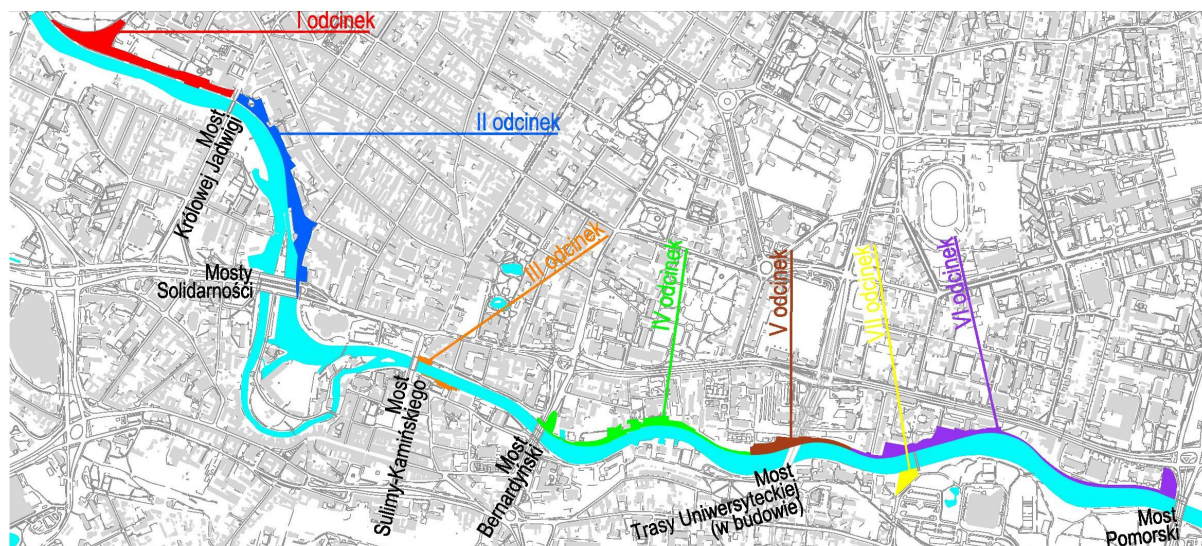 I odcinek
II odcinek
Most
Królowej Jadwigi
Mosty
Solidarności
III odcinek
Most
Sulimy-Kamińskiego
Most
Bernardyński
IV odcinek
V odcinek
VII odcinek
VI odcinek
Most
Trasy Uniwersyteckiej
(w budowie)
Most
Pomorski